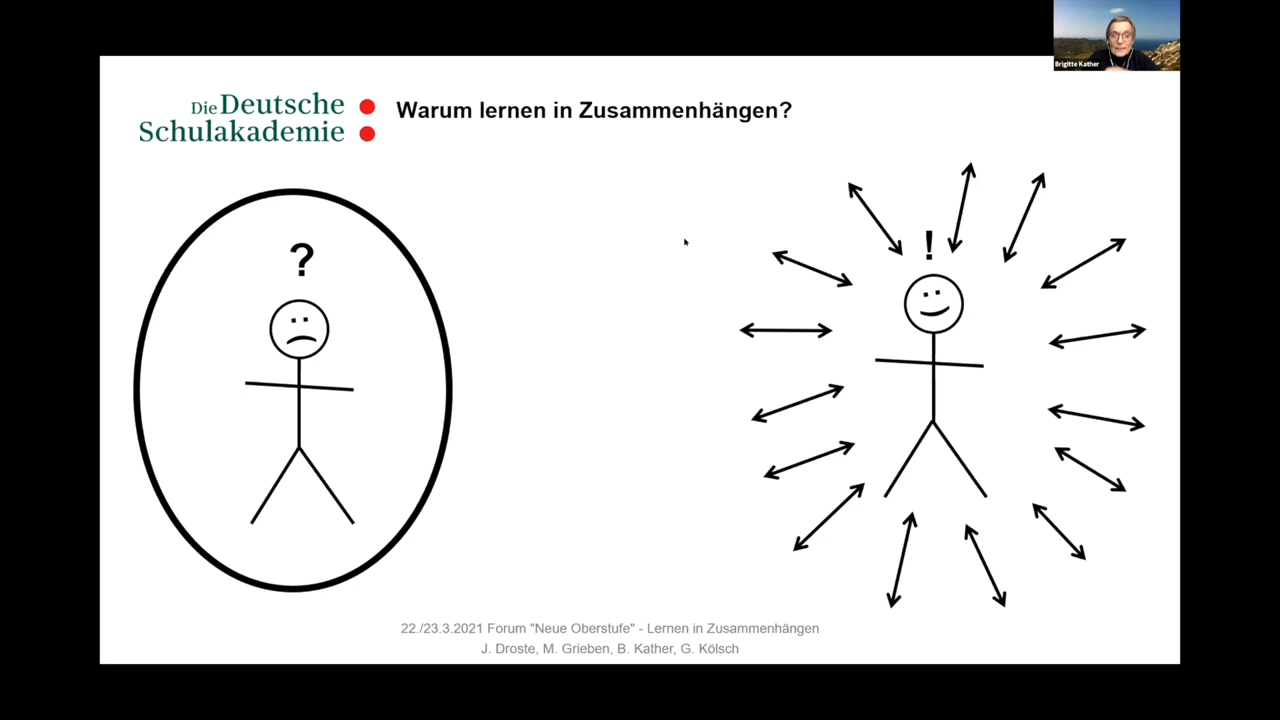 Brigitte Kather
Die Deutsche
Schulakademie
Warum lernen in Zusammenhängen?
?
!
22./23.3.2021 Forum "Neue Oberstufe" - Lernen in Zusammenhängen
J. Droste, M. Grieben, B. Kather, G. Kölsch